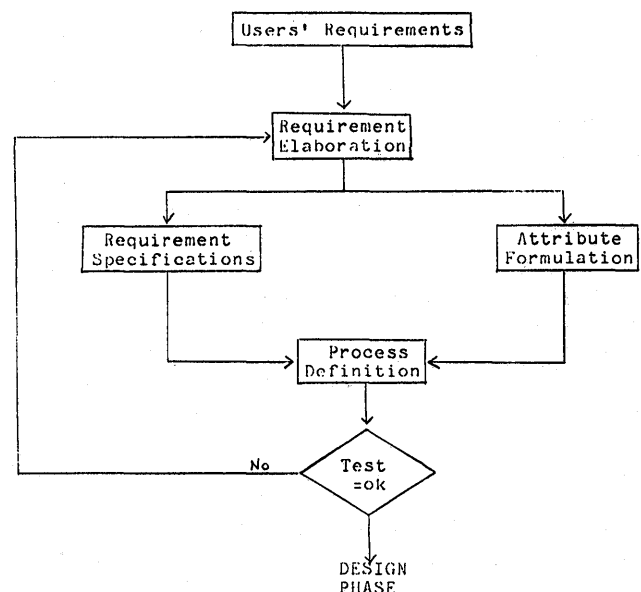 Users' Requirements
Requirement
Elaboration
Requirement
Specifications
Attribute
Formulation
Process
Definition
No
Test
=ok
DESIGN
PHASE